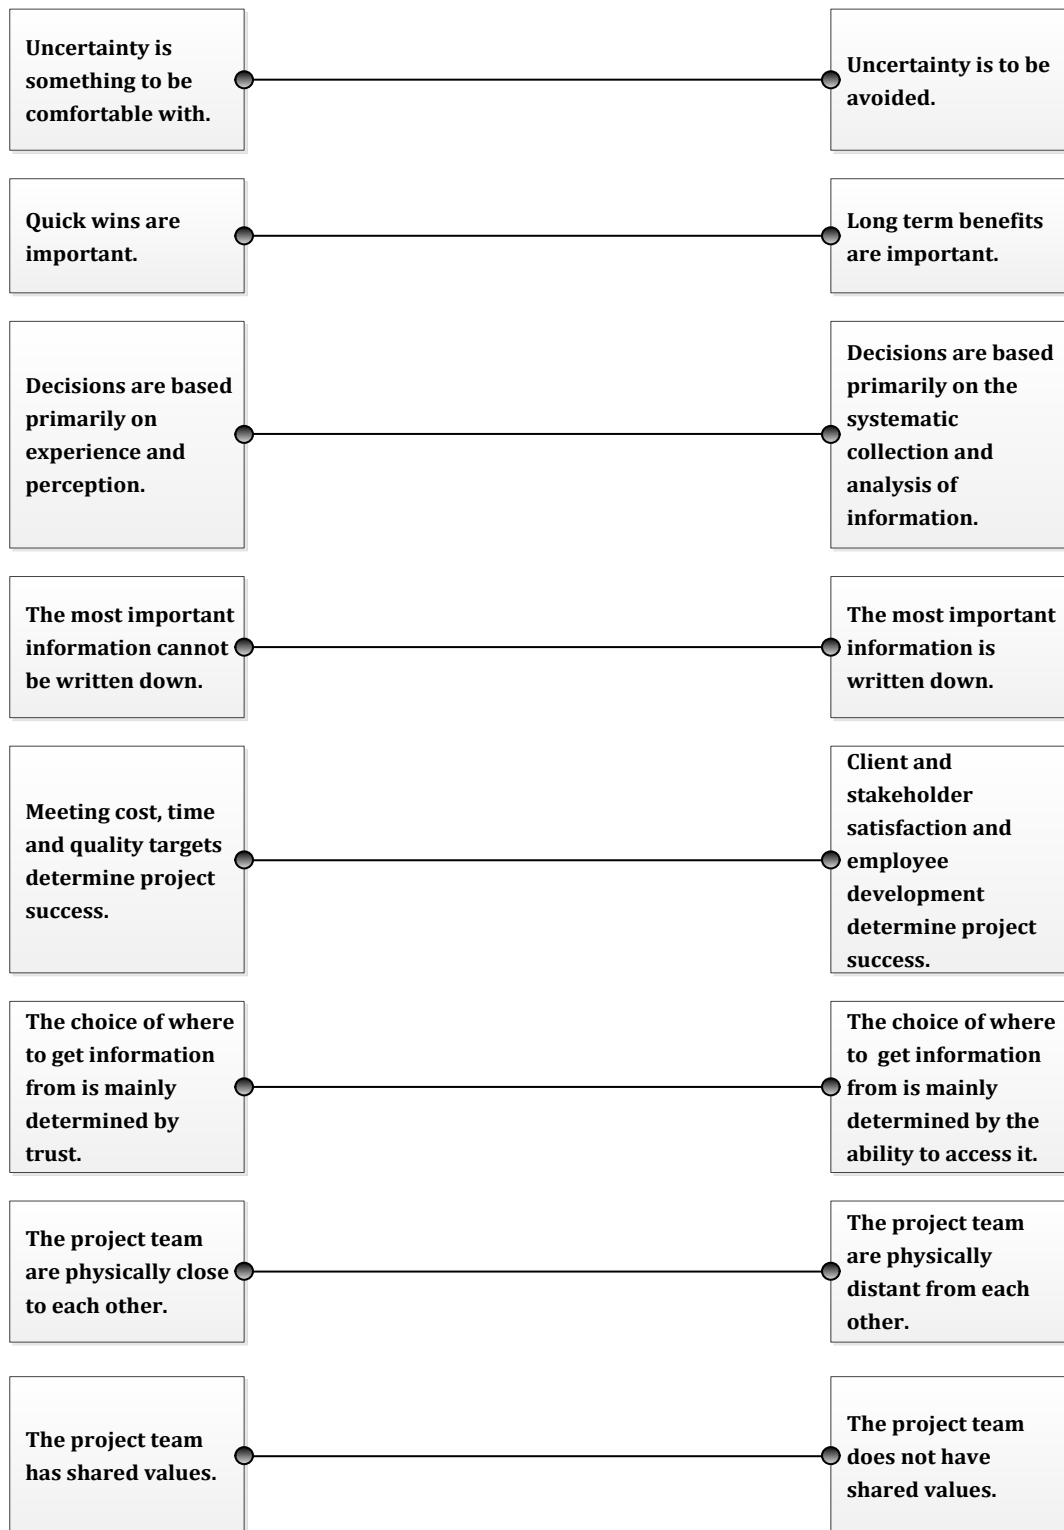 Uncertainty is
something to be
comfortable with.
Uncertainty is to be
avoided.
Quick wins are
important.
Long term benefits
are important.
Decisions are based
primarily on
experience and
perception.
Decisions are based
primarily on the
systematic
collection and
analysis of
information.
The most important
information cannot
be written down.
The most important
information is
written down.
Meeting cost, time
and quality targets
determine project
success.
Client and
stakeholder
satisfaction and
employee
development
determine project
success.
The choice of where
to get information
from is mainly
determined by
trust.
The choice of where
to get information
from is mainly
determined by the
ability to access it.
The project team
are physically close
to each other.
The project team
are physically
distant from each
other.
The project team
has shared values.
The project team
does not have
shared values.